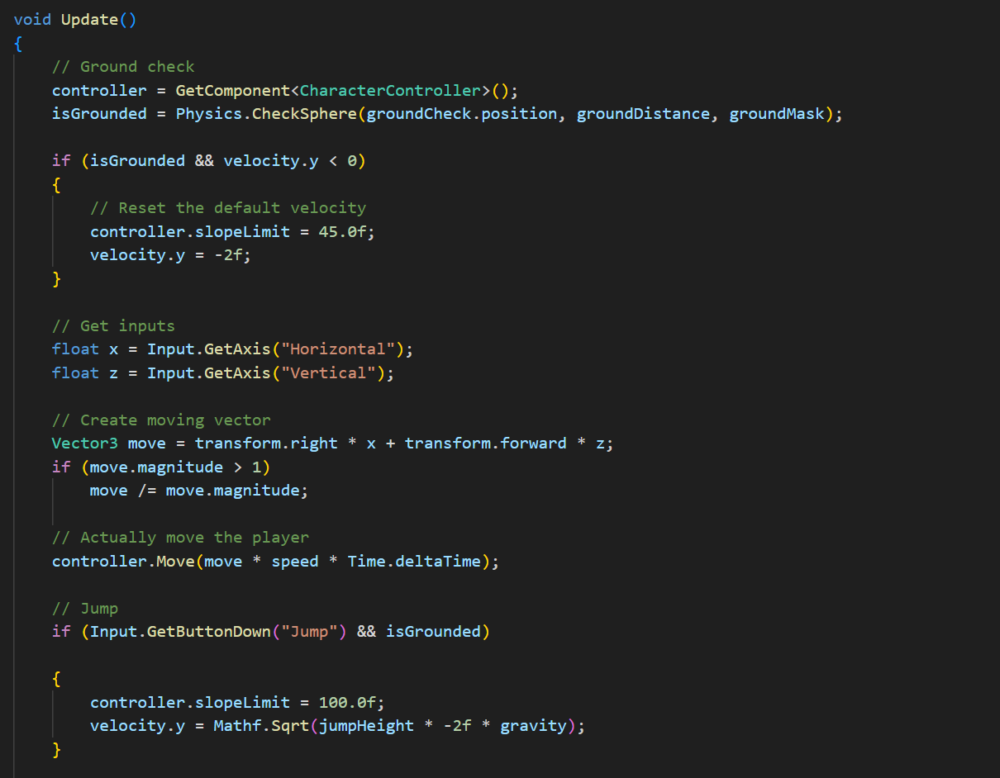 void Update()
{
    // Ground check
    controller = GetComponent<CharacterController>();
    isGrounded = Physics.CheckSphere(groundCheck.position, groundDistance, groundMask);

    if (isGrounded && velocity.y < 0)
    {
        // Reset the default velocity
        controller.slopeLimit = 45.0f;
        velocity.y = -2f;
    }

    // Get inputs
    float x = Input.GetAxis("Horizontal");
    float z = Input.GetAxis("Vertical");

    // Create moving vector
    Vector3 move = transform.right * x + transform.forward * z;
    if (move.magnitude > 1)
        move /= move.magnitude;

    // Actually move the player
    controller.Move(move * speed * Time.deltaTime);

    // Jump
    if (Input.GetButtonDown("Jump") && isGrounded)

    {
        controller.slopeLimit = 100.0f;
        velocity.y = Mathf.Sqrt(jumpHeight * -2f * gravity);
    }